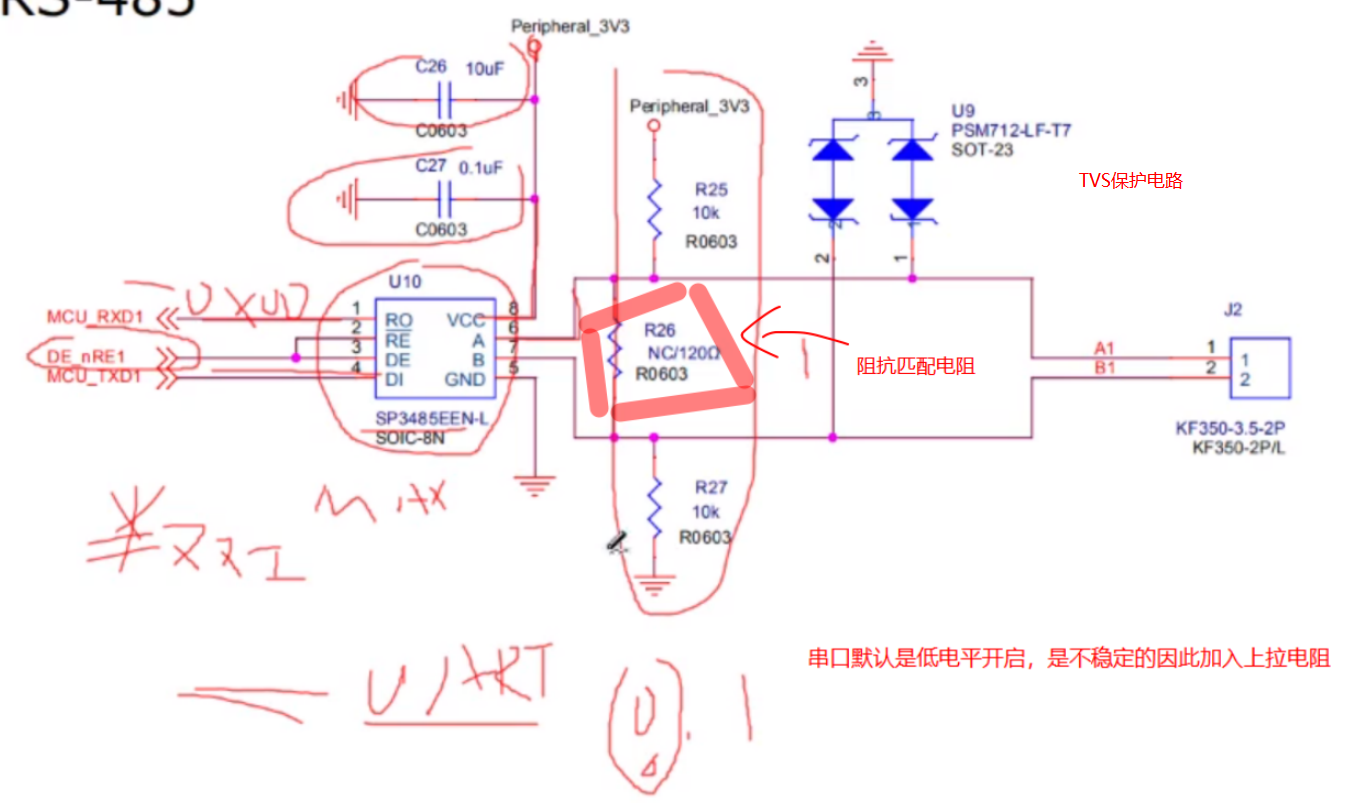 RS-485
Peripheral_3V3
C26 10uF
C0603
C27 0.1uF
C0603
Peripheral_3V3
R25
10k
R0603
3
3
U9
PSM712-LF-T7
SOT-23
TVS保护电路
2
1
2
1
U10
MCU_RXD1
DE_nRE1
MCU_TXD1
1
2
3
4
RO
RE
DE
DI
VCC
A
B
GND
8
6
7
5
SP3485EEN-L
SOIC-8N
R26
NC/120Ω
R0603
1
阻抗匹配电阻
J2
A1
B1
1
2
1
2
KF350-3.5-2P
KF350-2P/L
R27
10k
R0603
MAX
半双工
串口默认是低电平开启，是不稳定的因此加入上拉电阻
UART
0.1